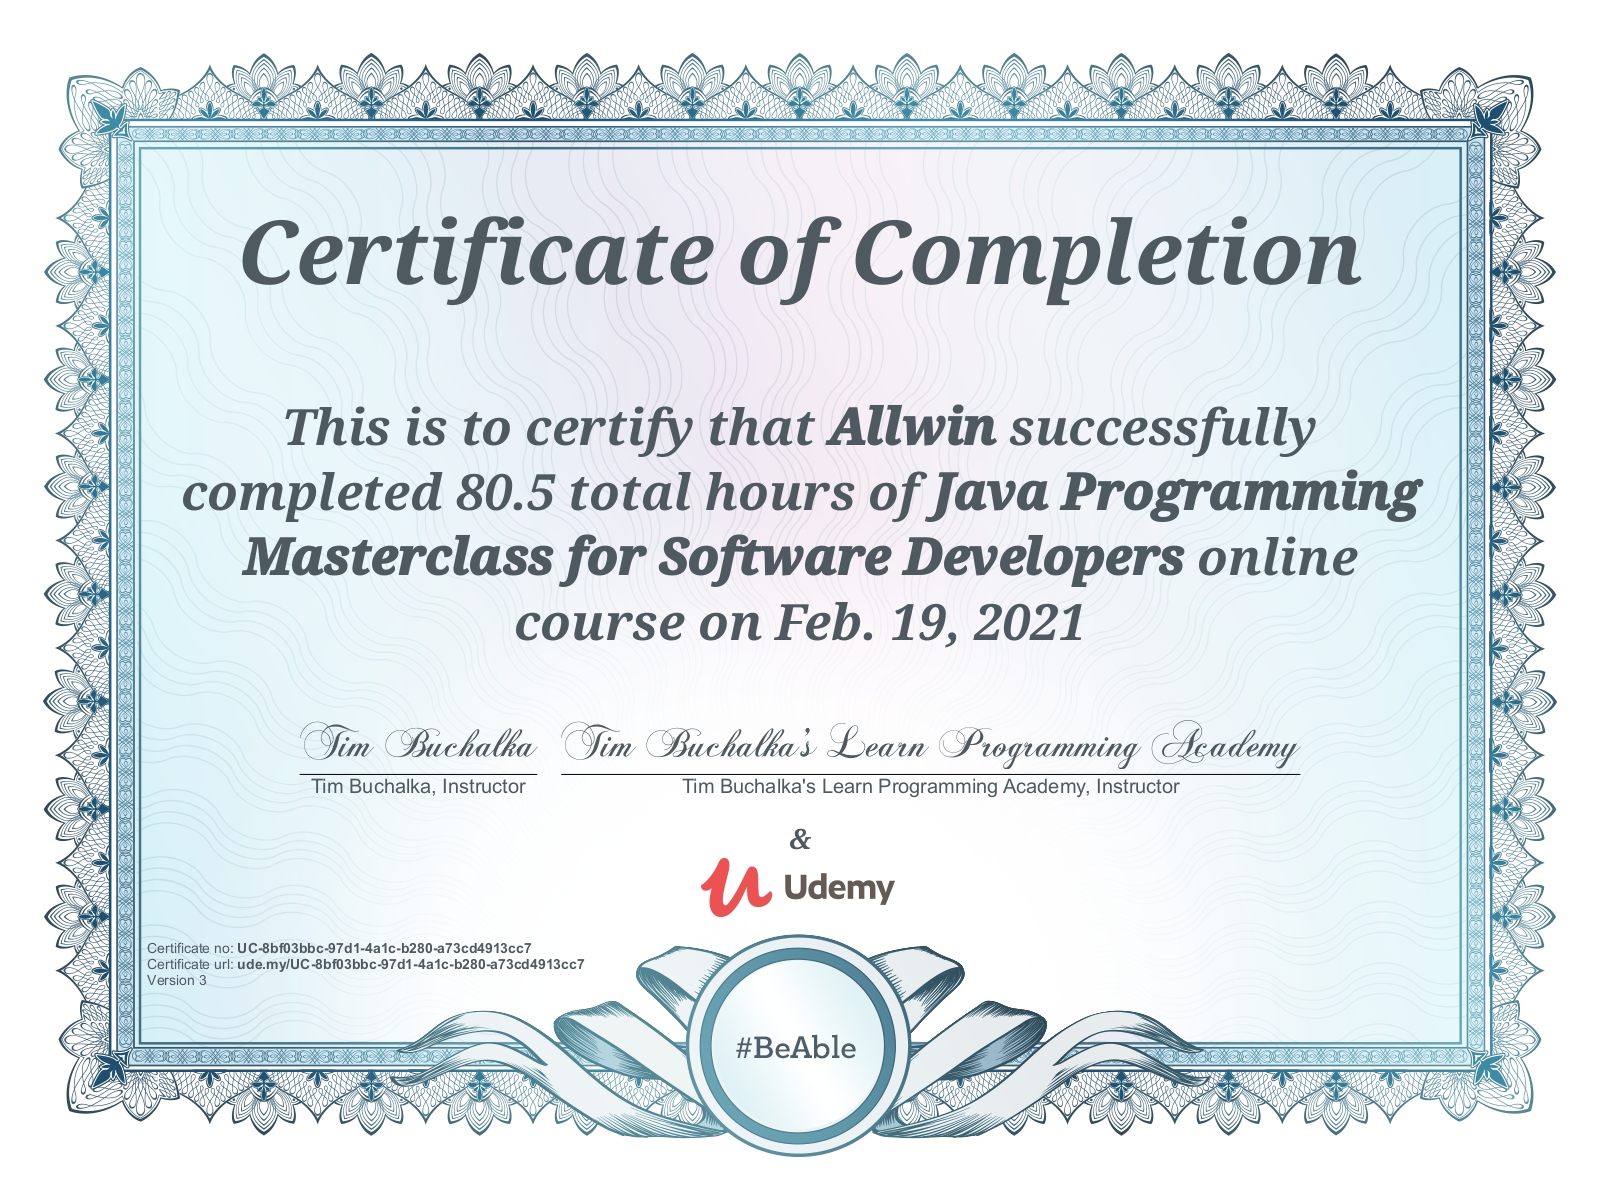 Certificate of Completion
This is to certify that Allwin successfully
completed 80.5 total hours of Java Programming
Masterclass for Software Developers online
course on Feb. 19, 2021
Tim Buchalka Tim Buchalka's Learn Programming Academy
Tim Buchalka, Instructor Tim Buchalka's Learn Programming Academy, Instructor
&
Udemy
Certificate no: UC-8bf03bbc-97d1-4a1c-b280-a73cd4913cc7
Certificate url: ude.my/UC-8bf03bbc-97d1-4a1c-b280-a73cd4913cc7
Version 3
#BeAble